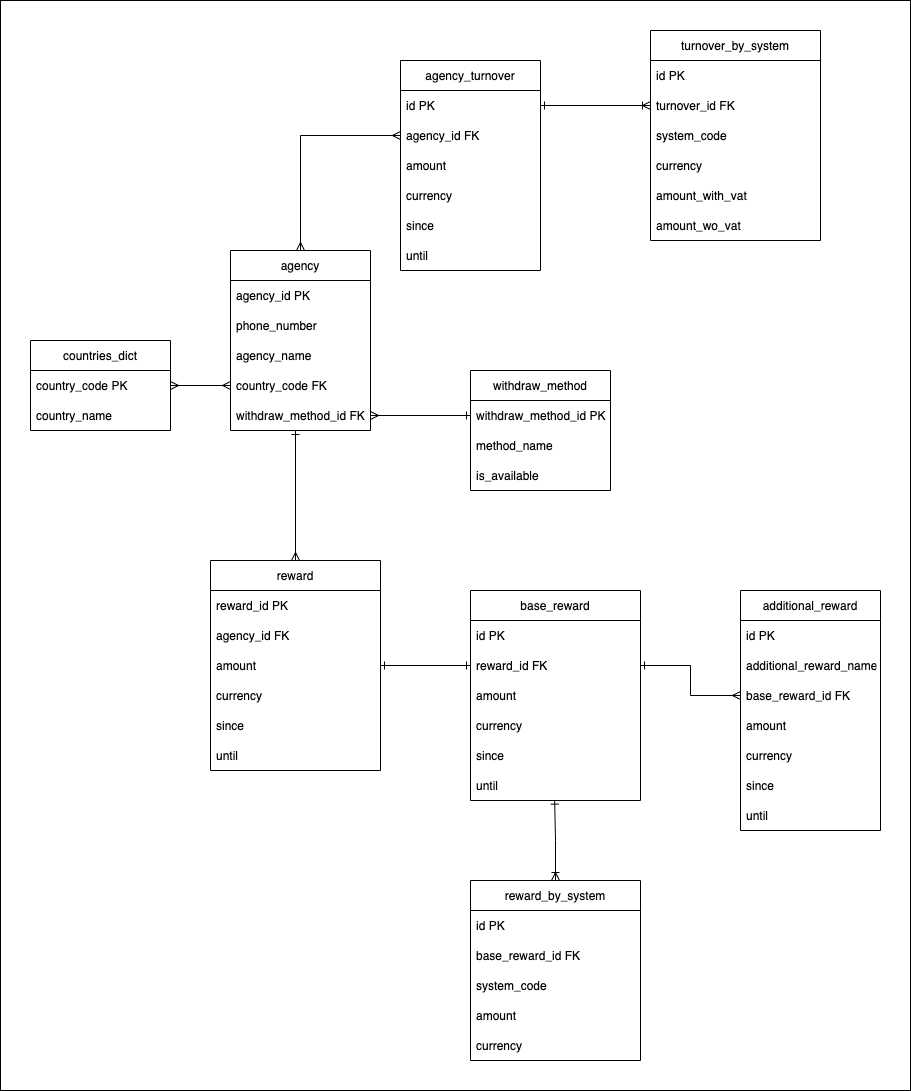 turnover_by_system
id PK
turnover_id FK
system_code
currency
amount_with_vat
amount_wo_vat
agency_turnover
id PK
agency_id FK
amount
currency
since
until
agency
agency_id PK
phone_number
agency_name
country_code FK
withdraw_method_id FK
countries_dict
country_code PK
country_name
withdraw_method
withdraw_method_id PK
method_name
is_available
reward
reward_id PK
agency_id FK
amount
currency
since
until
base_reward
id PK
reward_id FK
amount
currency
since
until
additional_reward
id PK
additional_reward_name
base_reward_id FK
amount
currency
since
until
reward_by_system
id PK
base_reward_id FK
system_code
amount
currency